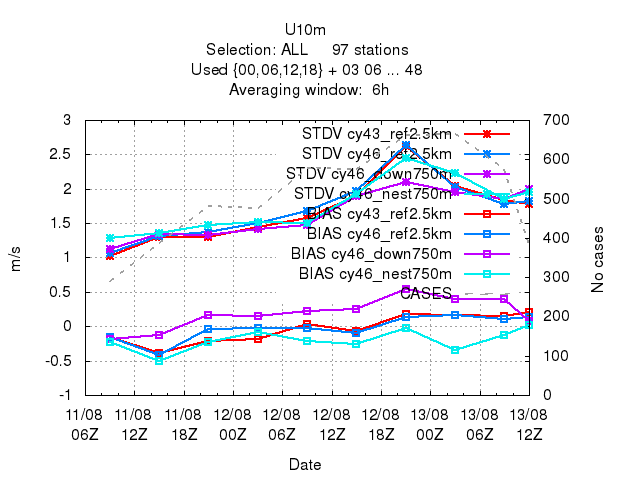 U10m
Selection: ALL 97 stations
Used {00,06,12,18} + 03 06 ... 48
Averaging window: 6h
3
2.5
2
1.5
1
0.5
0
-0.5
-1
m/s
STDV cy43_ref2.5km
STDV cy46_ref2.5km
STDV cy46_down750m
STDV cy46_nest750m
BIAS cy43_ref2.5km
BIAS cy46_ref2.5km
BIAS cy46_down750m
BIAS cy46_nest750m
CASES
700
600
500
400
300
200
100
0
No cases
11/08 11/08 11/08 12/08 12/08 12/08 12/08 13/08 13/08 13/08
06Z 12Z 18Z 00Z 06Z 12Z 18Z 00Z 06Z 12Z
Date